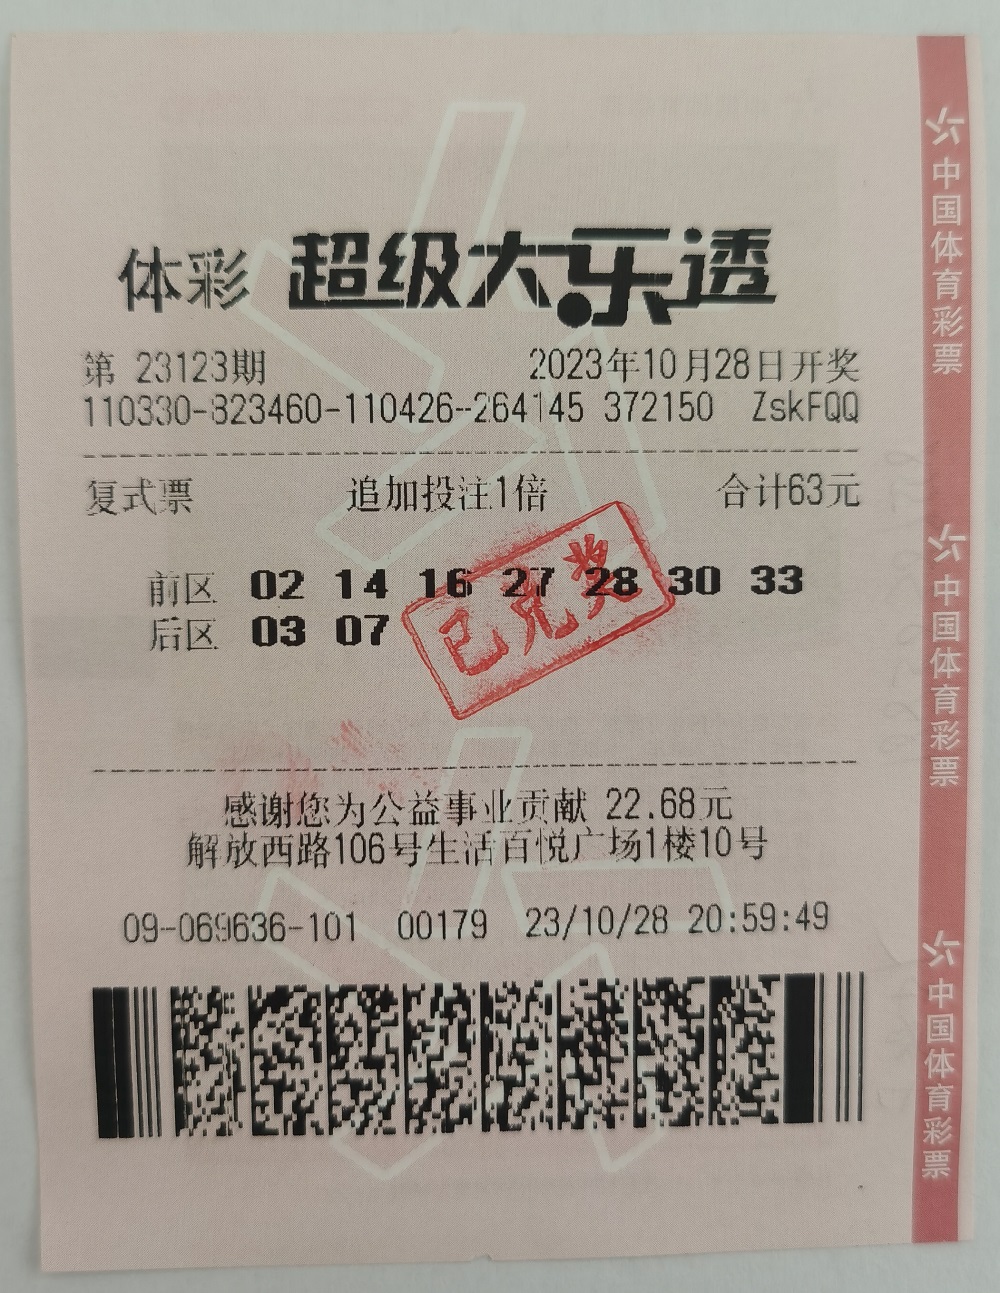 体彩 超级大乐透
第 23123期 2023年10月28日开奖
110330-823460-110426-264145 372150 ZskFQQ
复式票 追加投注1倍 合计63元
前区 02 14 16 27 28 30 33
后区 03 07
已兑奖
感谢您为公益事业贡献 22.68元
解放西路106号生活百悦广场1楼10号
09-069636-101 00179 23/10/28 20:59:49
中国体育彩票
中国体育彩票
中国体育彩票